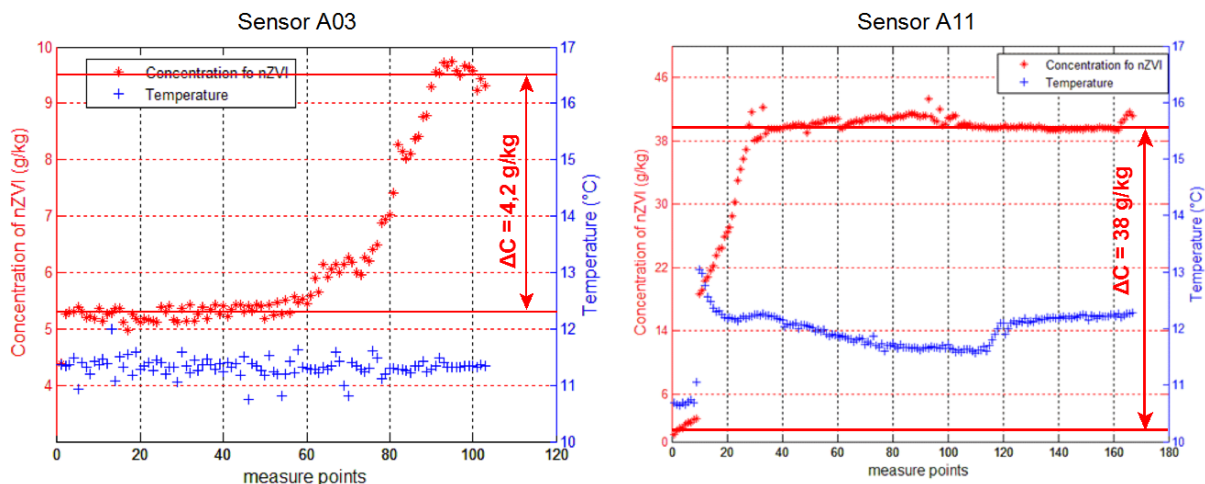 Sensor A03
10
9
8
7
6
5
4
Concentration of nZVI (g/kg)
Concentration fo nZVI
Temperature
ΔC = 4,2 g/kg
17
16
15
14
13
12
11
10
Temperature (°C)
0 20 40 60 80 100 120
measure points
Sensor A11
46
38
30
22
14
6
0
Concentration of nZVI (g/kg)
Concentration fo nZVI
Temperature
ΔC = 38 g/kg
17
16
15
14
13
12
11
10
Temperature (°C)
0 20 40 60 80 100 120 140 160 180
measure points